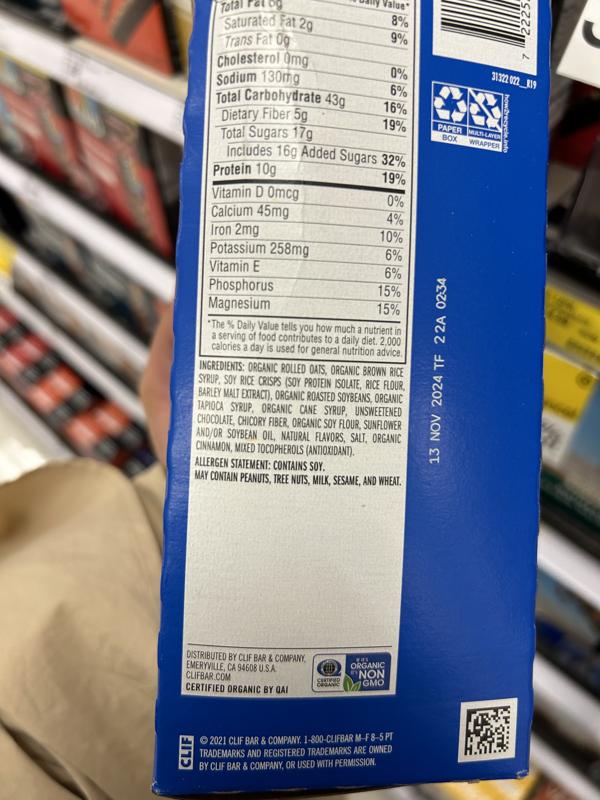 Total Fat 6g
% Daily Value*
8%
Saturated Fat 2g 9%
Trans Fat 0g
Cholesterol 0mg 0%
Sodium 130mg 6%
Total Carbohydrate 43g 16%
Dietary Fiber 5g 19%
Total Sugars 17g
Includes 16g Added Sugars 32%
Protein 10g 19%
Vitamin D 0mcg 0%
Calcium 45mg 4%
Iron 2mg 10%
Potassium 258mg 6%
Vitamin E 6%
Phosphorus 15%
Magnesium 15%
*The % Daily Value tells you how much a nutrient in
a serving of food contributes to a daily diet. 2,000
calories a day is used for general nutrition advice.
INGREDIENTS: ORGANIC ROLLED OATS, ORGANIC BROWN RICE
SYRUP, SOY RICE CRISPS (SOY PROTEIN ISOLATE, RICE FLOUR,
BARLEY MALT EXTRACT), ORGANIC ROASTED SOYBEANS, ORGANIC
TAPIOCA SYRUP, ORGANIC CANE SYRUP, UNSWEETENED
CHOCOLATE, CHICORY FIBER, ORGANIC SOY FLOUR, SUNFLOWER
AND/OR SOYBEAN OIL, NATURAL FLAVORS, SALT, ORGANIC
CINNAMON, MIXED TOCOPHEROLS (ANTIOXIDANT).
ALLERGEN STATEMENT: CONTAINS SOY.
MAY CONTAIN PEANUTS, TREE NUTS, MILK, SESAME, AND WHEAT.
DISTRIBUTED BY CLIF BAR & COMPANY,
EMERYVILLE, CA 94608 U.S.A.
CLIFBAR.COM
CERTIFIED ORGANIC BY QAI
CERTIFIED
ORGANIC
ORGANIC
NON
GMO
CLIF
© 2021 CLIF BAR & COMPANY. 1-800-CLIFBAR M–F 8–5 PT
TRADEMARKS AND REGISTERED TRADEMARKS ARE OWNED
BY CLIF BAR & COMPANY, OR USED WITH PERMISSION.
31322 022_R19
PAPER
BOX
MULTI-LAYER
WRAPPER
how2recycle.info
13 NOV 2024 TF 2 2A 0234